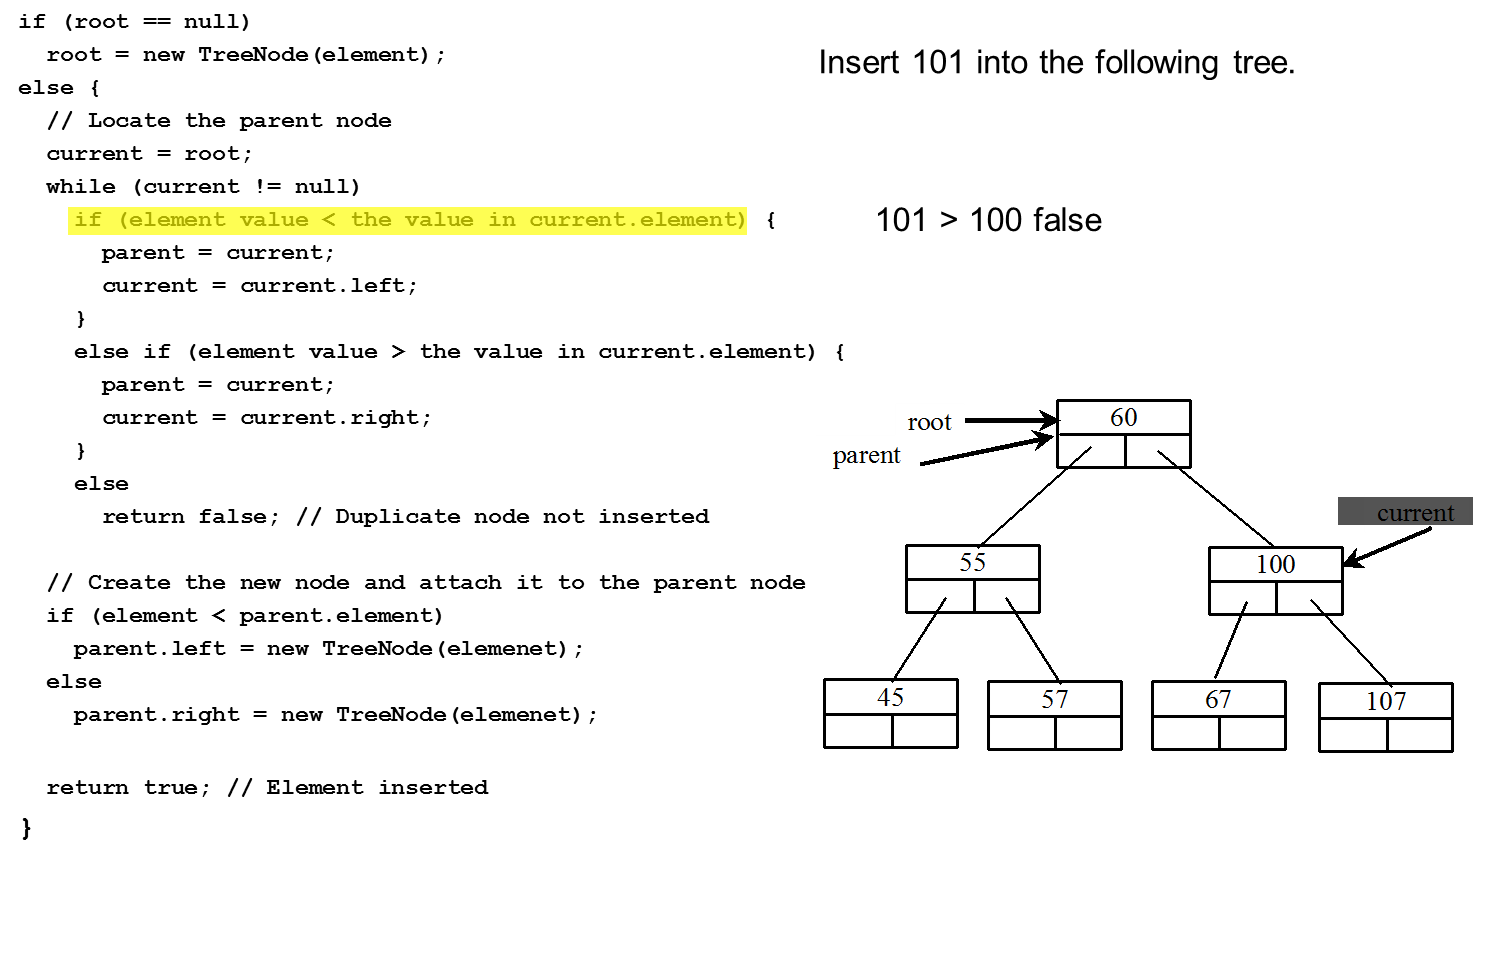 if (root == null)
root = new TreeNode(element);
else {
// Locate the parent node
current = root;
while (current != null)
if (element value < the value in current.element) {
parent = current;
current = current.left;
}
else if (element value > the value in current.element) {
parent = current;
current = current.right;
}
else
return false; // Duplicate node not inserted
// Create the new node and attach it to the parent node
if (element < parent.element)
parent.left = new TreeNode(elemenet);
else
parent.right = new TreeNode(elemenet);
return true; // Element inserted
}
Insert 101 into the following tree.
101 > 100 false
root
60
parent
current
55
100
45
57
67
107